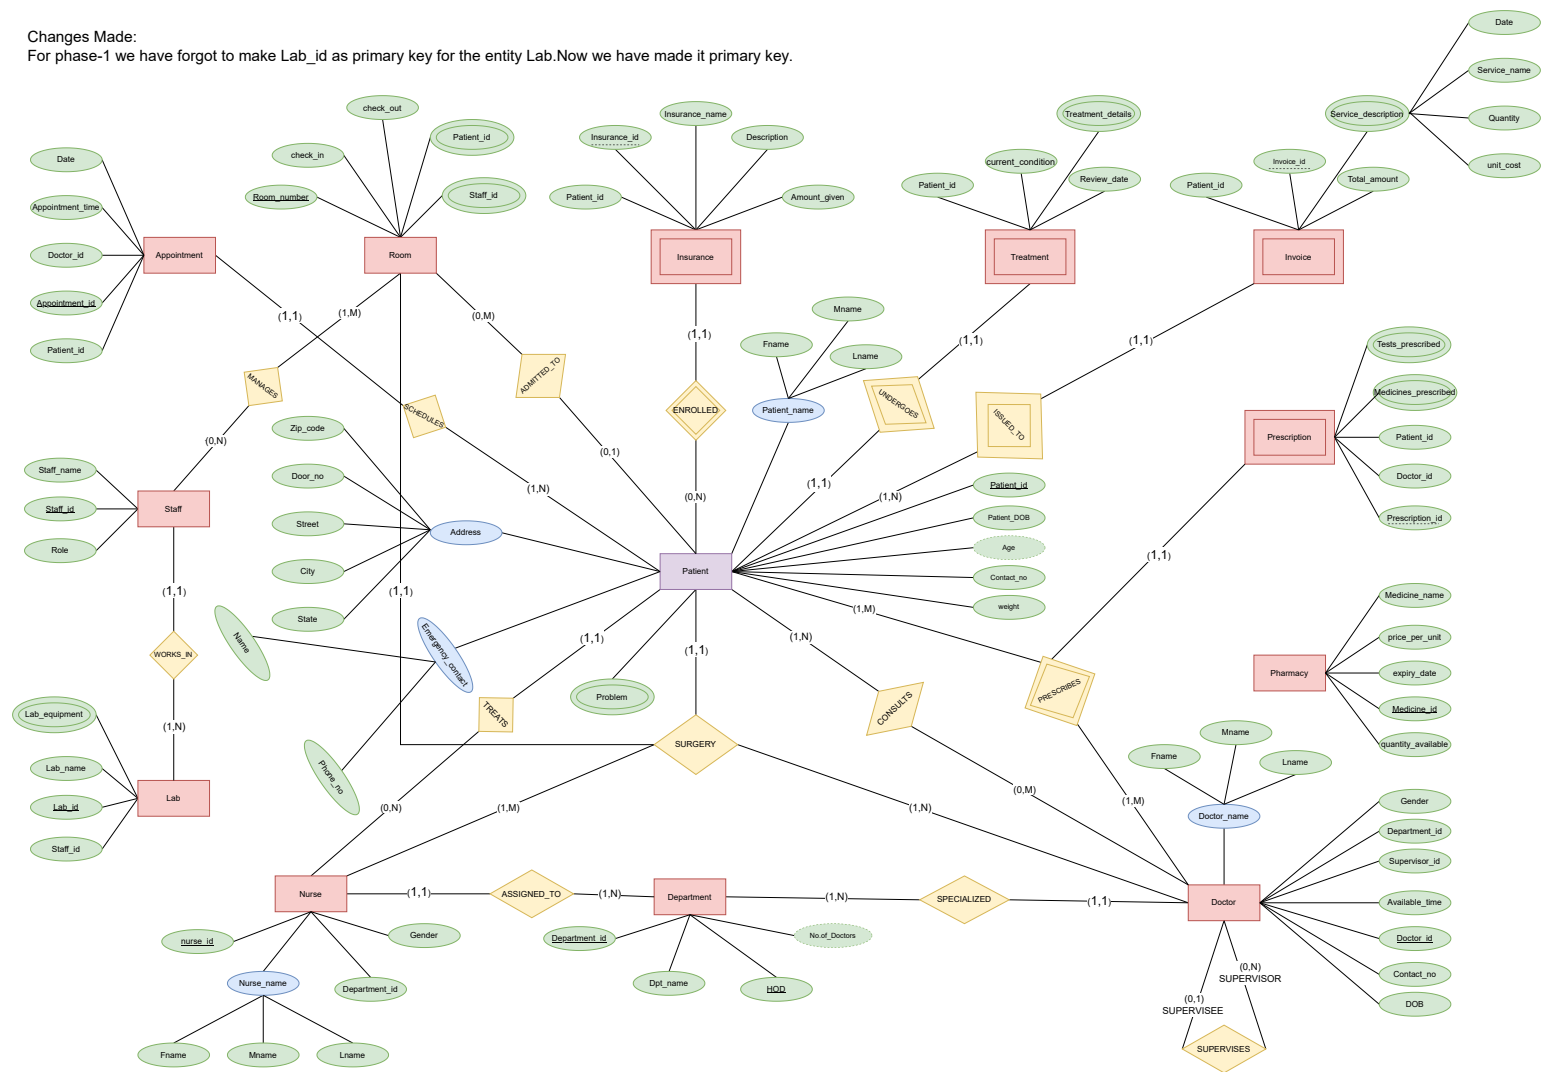 Changes Made:
For phase-1 we have forgot to make Lab_id as primary key for the entity Lab.Now we have made it primary key.
Date
Service_name
Quantity
unit_cost
Service_description
Invoice_id
Patient_id
Total_amount
Invoice
Treatment_details
current_condition
Patient_id
Review_date
Treatment
Insurance_name
Insurance_id
Description
Patient_id
Amount_given
Insurance
check_out
check_in
Patient_id
Room_number
Staff_id
Room
Date
Appointment_time
Doctor_id
Appointment_id
Patient_id
Appointment
(1,1)
(1,M)
(0,M)
(1,1)
(1,1)
(1,1)
MANAGES
SCHEDULES
ADMITTED_TO
ENROLLED
UNDERGOES
ISSUED_TO
Mname
Fname
Lname
Patient_name
Tests_prescribed
Medicines_prescribed
Patient_id
Doctor_id
Prescription_id
Prescription
(0,N)
(1,N)
(0,1)
(0,N)
(1,1)
(1,N)
(1,1)
Staff_name
Staff_id
Role
Staff
Zip_code
Door_no
Street
City
State
Address
Patient
Patient_id
Patient_DOB
Age
Contact_no
weight
(1,1)
WORKS_IN
(1,N)
(1,1)
Name
Emergency_contact
Phone_no
(1,1)
TREATS
(0,N)
Problem
(1,1)
SURGERY
(1,M)
(1,N)
(1,N)
CONSULTS
(0,M)
(1,M)
PRESCRIBES
(1,M)
Medicine_name
price_per_unit
expiry_date
Medicine_id
quantity_available
Pharmacy
Lab_equipment
Lab_name
Lab_id
Staff_id
Lab
Fname
Mname
Lname
Doctor_name
Gender
Department_id
Supervisor_id
Available_time
Doctor_id
Contact_no
DOB
Doctor
Nurse
(1,1)
ASSIGNED_TO
(1,N)
Department
(1,N)
SPECIALIZED
(1,1)
nurse_id
Nurse_name
Gender
Department_id
Fname
Mname
Lname
Department_id
Dpt_name
HOD
No.of_Doctors
(0,N)
SUPERVISOR
(0,1)
SUPERVISEE
SUPERVISES